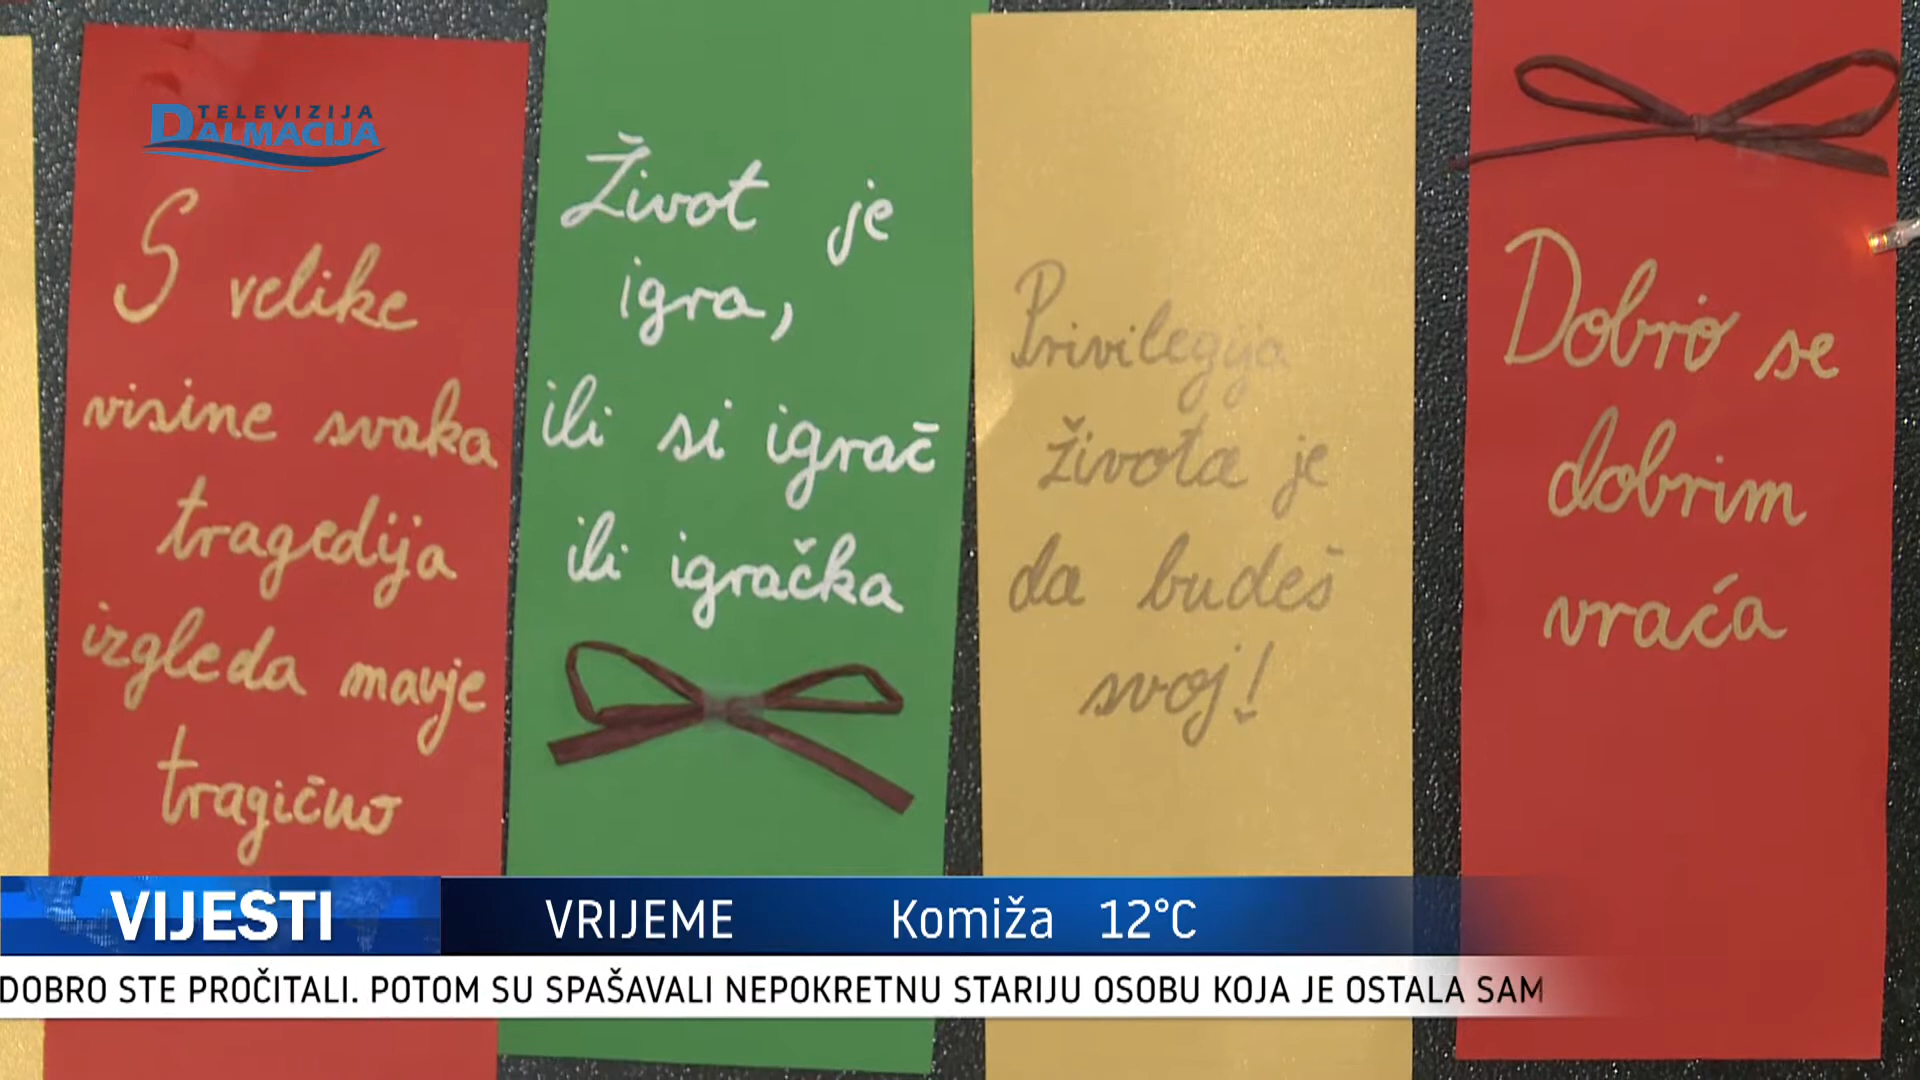 TELEVIZIJA
DALMACIJA
S velike
visine svaka
tragedija
izgleda manje
tragično
Život je
igra,
ili si igrač
ili igračka
Privilegija
života je
da budeš
svoj!
Dobro se
dobrim
vraća
VIJESTI VRIJEME Komiža 12°C
DOBRO STE PROČITALI. POTOM SU SPAŠAVALI NEPOKRETNU STARIJU OSOBU KOJA JE OSTALA SAM